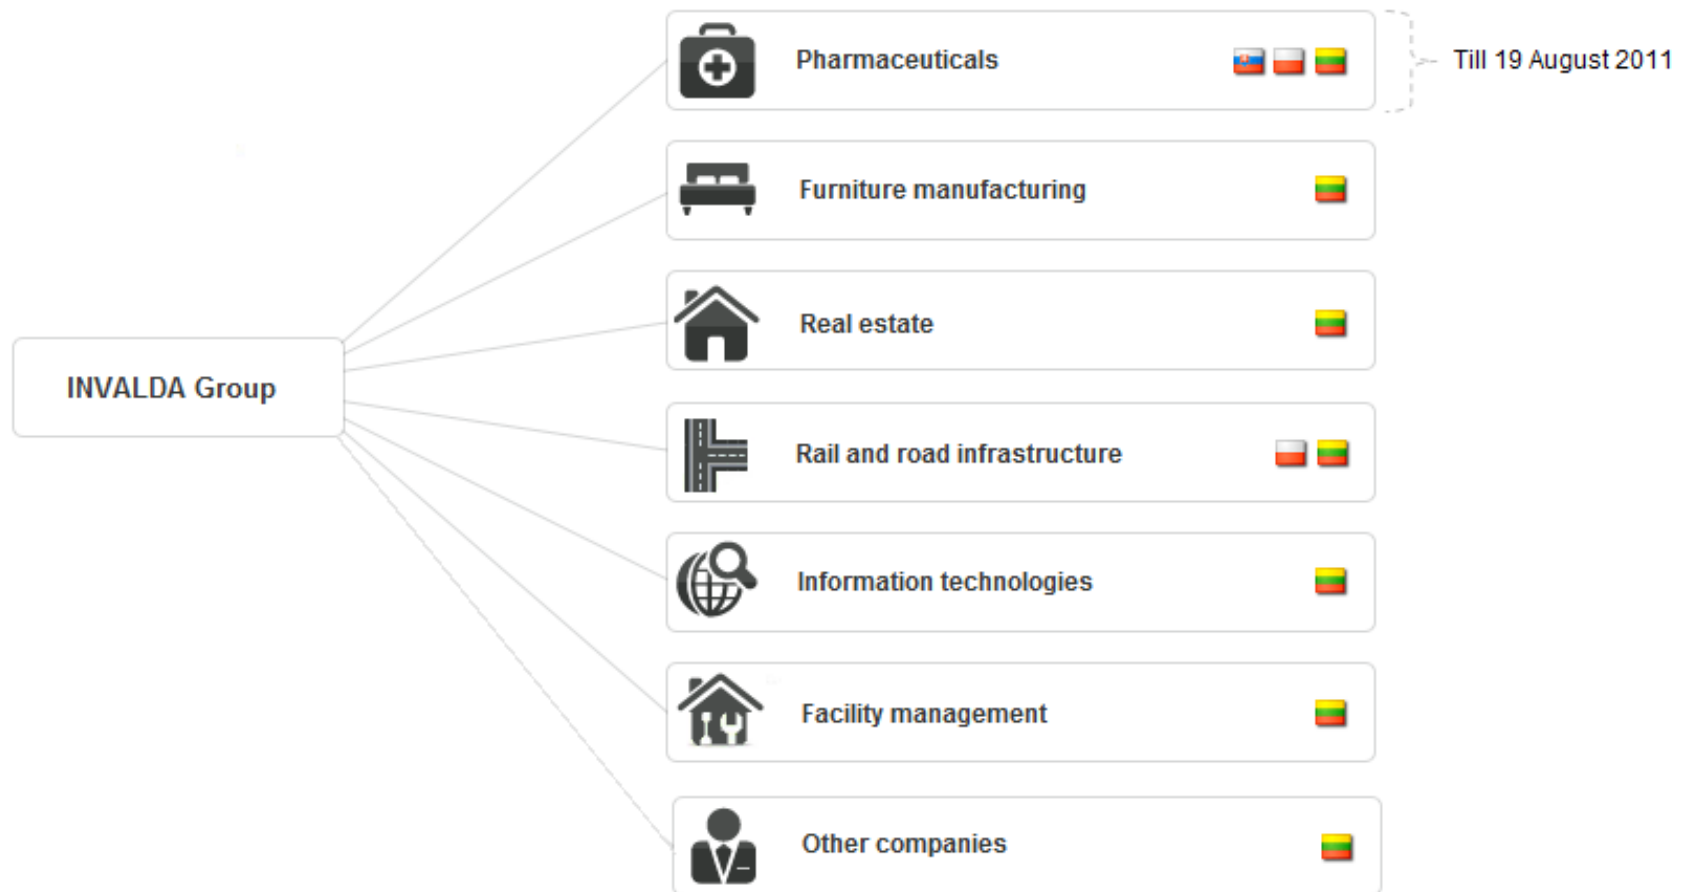 Pharmaceuticals
Till 19 August 2011
Furniture manufacturing
Real estate
INVALDA Group
Rail and road infrastructure
Information technologies
Facility management
Other companies